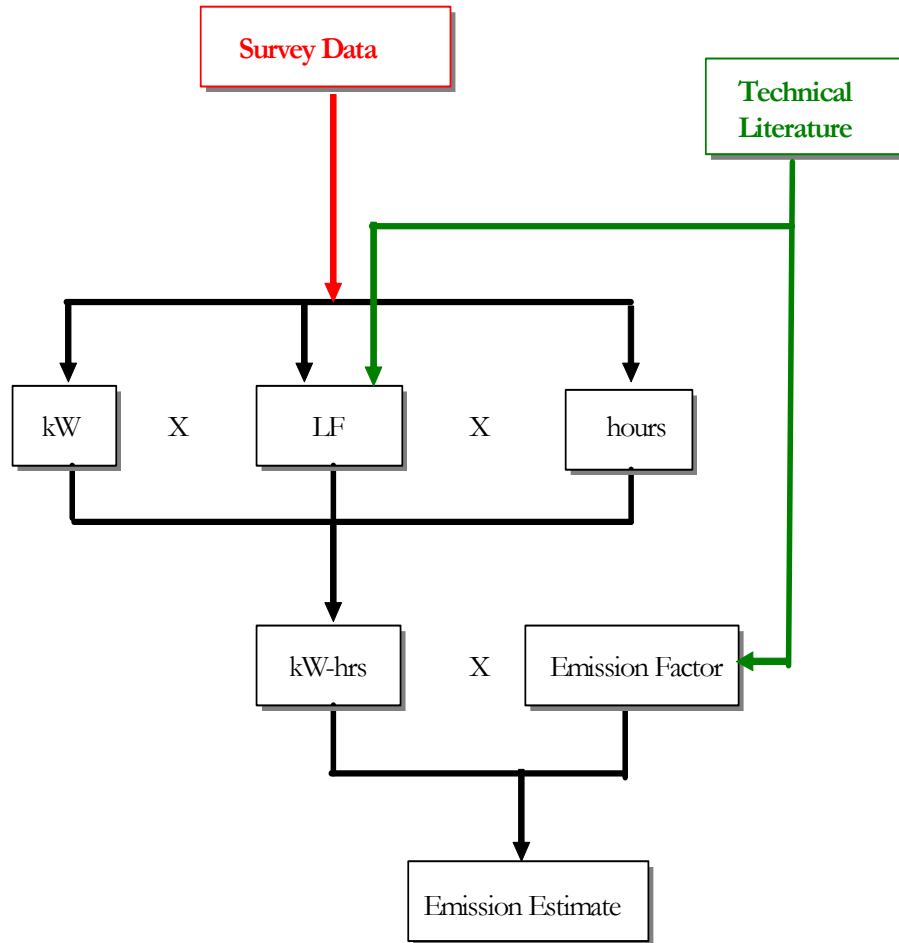 Survey Data
Technical
Literature
kW X LF X hours
kW-hrs X Emission Factor
Emission Estimate